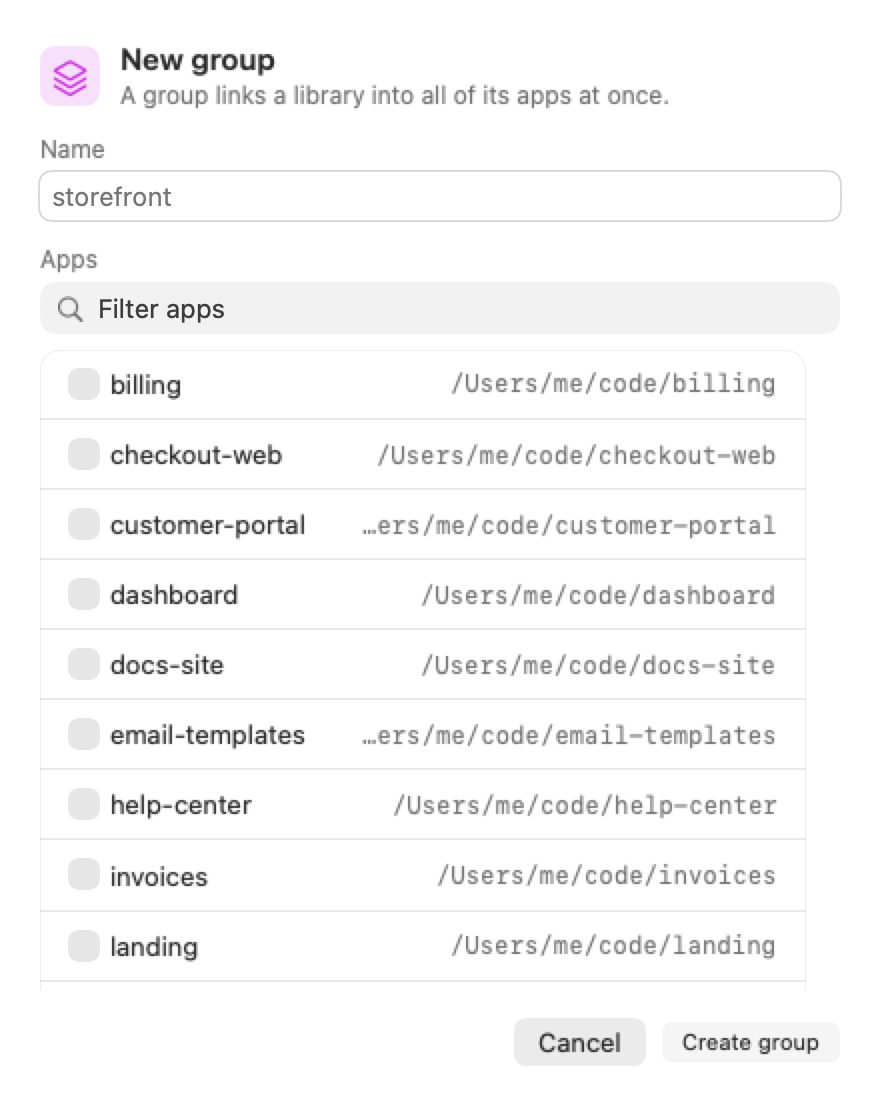 New group
A group links a library into all of its apps at once.
Name
storefront
Apps
Filter apps
billing /Users/me/code/billing
checkout-web /Users/me/code/checkout-web
customer-portal …ers/me/code/customer-portal
dashboard /Users/me/code/dashboard
docs-site /Users/me/code/docs-site
email-templates …ers/me/code/email-templates
help-center /Users/me/code/help-center
invoices /Users/me/code/invoices
landing /Users/me/code/landing
Cancel Create group